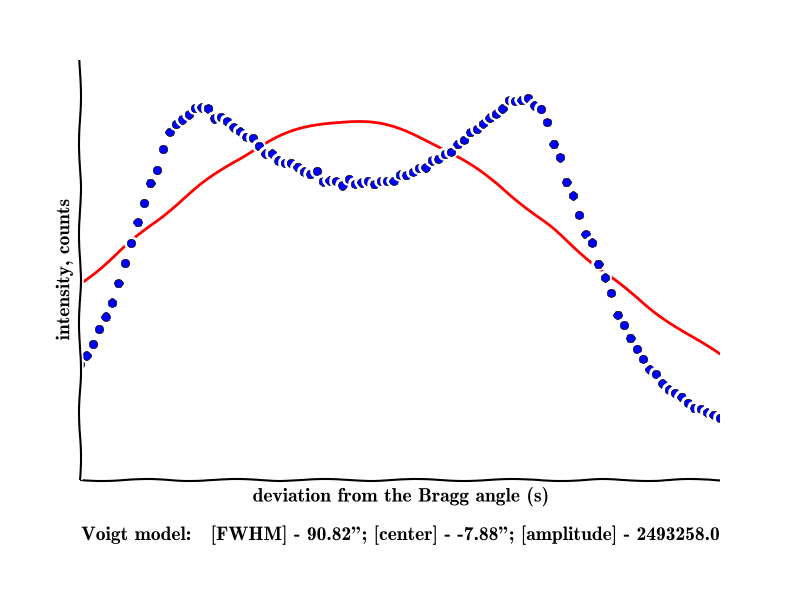 intensity, counts
deviation from the Bragg angle (s)
Voigt model: [FWHM] - 90.82”; [center] - -7.88”; [amplitude] - 2493258.0